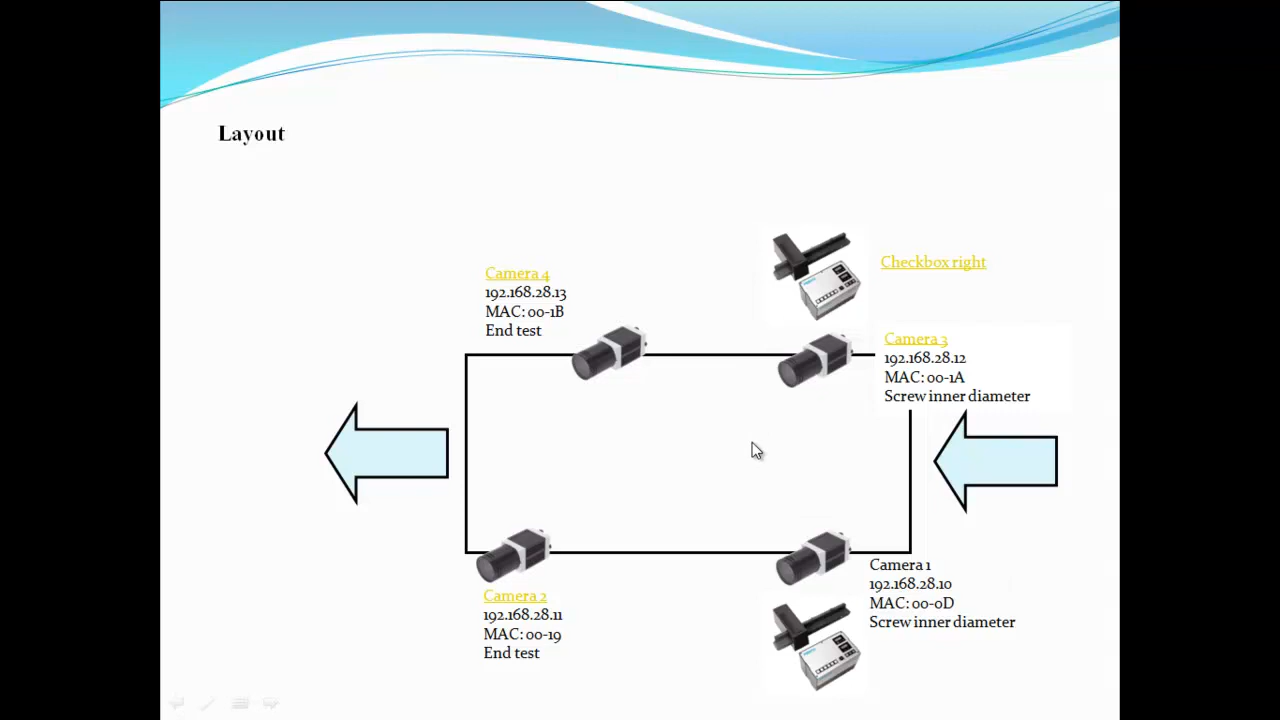 Layout
Camera 4
192.168.28.13
MAC: 00-1B
End test
Checkbox right
Camera 3
192.168.28.12
MAC: 00-1A
Screw inner diameter
Camera 2
192.168.28.11
MAC: 00-19
End test
Camera 1
192.168.28.10
MAC: 00-0D
Screw inner diameter